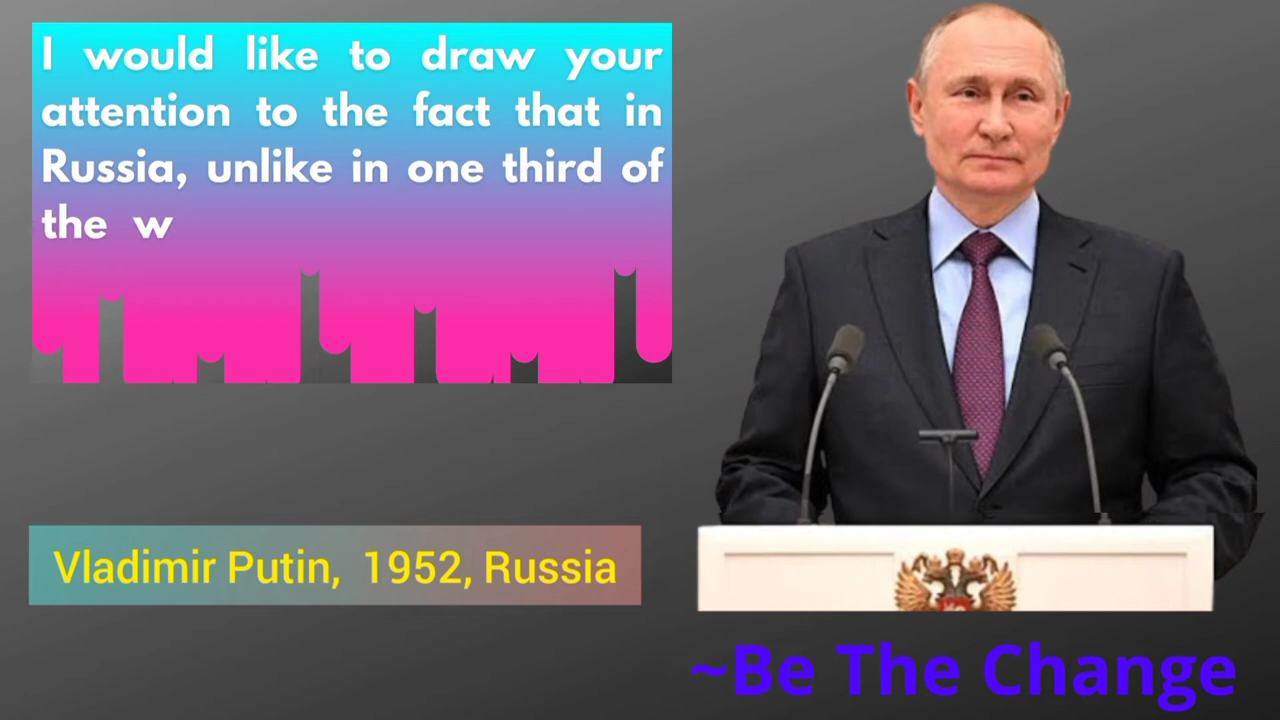 I would like to draw your
attention to the fact that in
Russia, unlike in one third of
the w
Vladimir Putin, 1952, Russia
~Be The Change